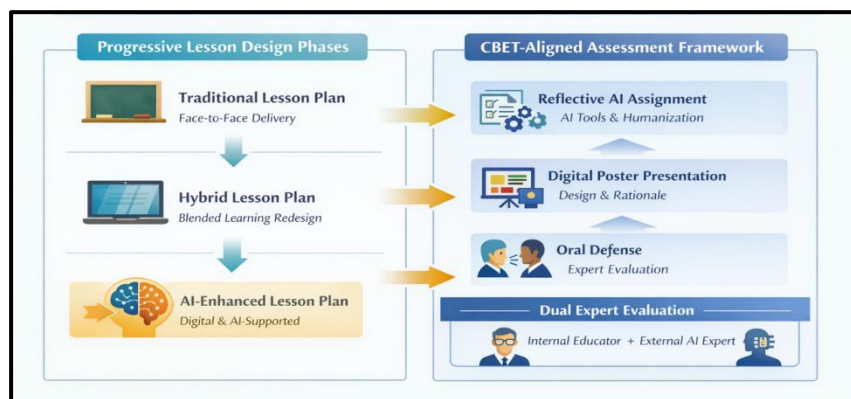 Progressive Lesson Design Phases
Traditional Lesson Plan
Face-to-Face Delivery
Hybrid Lesson Plan
Blended Learning Redesign
AI-Enhanced Lesson Plan
Digital & AI-Supported
CBET-Aligned Assessment Framework
Reflective AI Assignment
AI Tools & Humanization
Digital Poster Presentation
Design & Rationale
Oral Defense
Expert Evaluation
Dual Expert Evaluation
Internal Educator + External AI Expert